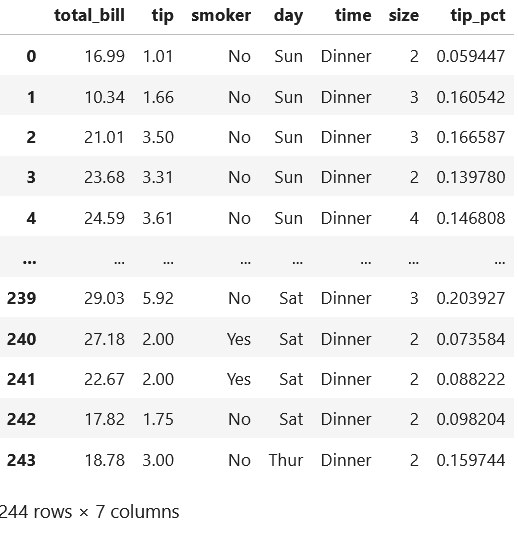 total_bill tip smoker day time size tip_pct
0 16.99 1.01 No Sun Dinner 2 0.059447
1 10.34 1.66 No Sun Dinner 3 0.160542
2 21.01 3.50 No Sun Dinner 3 0.166587
3 23.68 3.31 No Sun Dinner 2 0.139780
4 24.59 3.61 No Sun Dinner 4 0.146808
... ... ... ... ... ... ... ...
239 29.03 5.92 No Sat Dinner 3 0.203927
240 27.18 2.00 Yes Sat Dinner 2 0.073584
241 22.67 2.00 Yes Sat Dinner 2 0.088222
242 17.82 1.75 No Sat Dinner 2 0.098204
243 18.78 3.00 No Thur Dinner 2 0.159744
244 rows × 7 columns